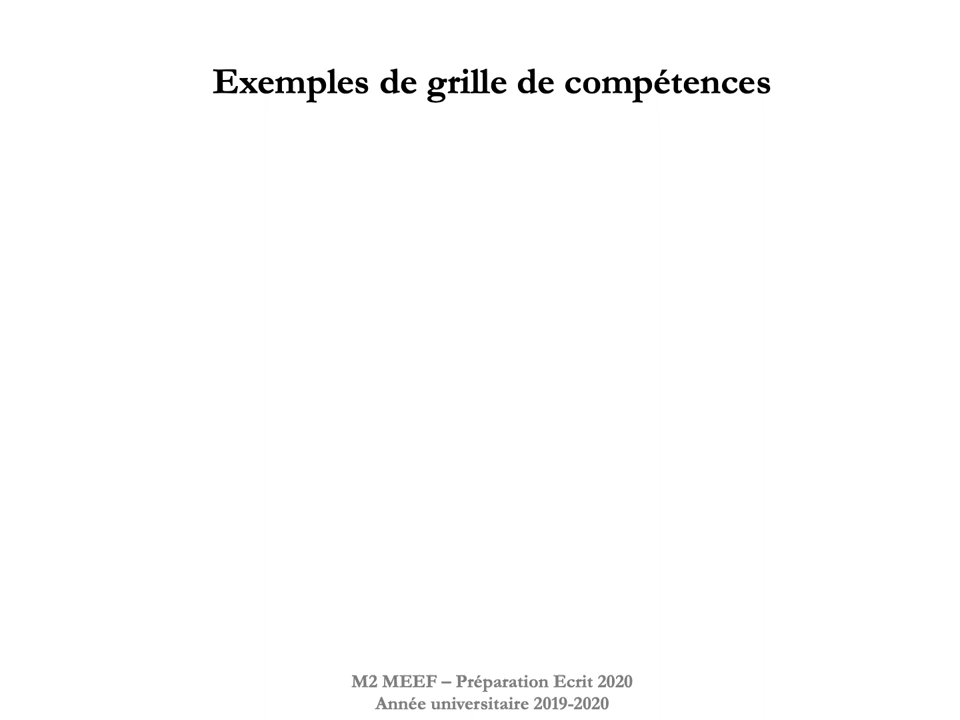 Exemples de grille de compétences
M2 MEEF – Préparation Ecrit 2020
Année universitaire 2019-2020